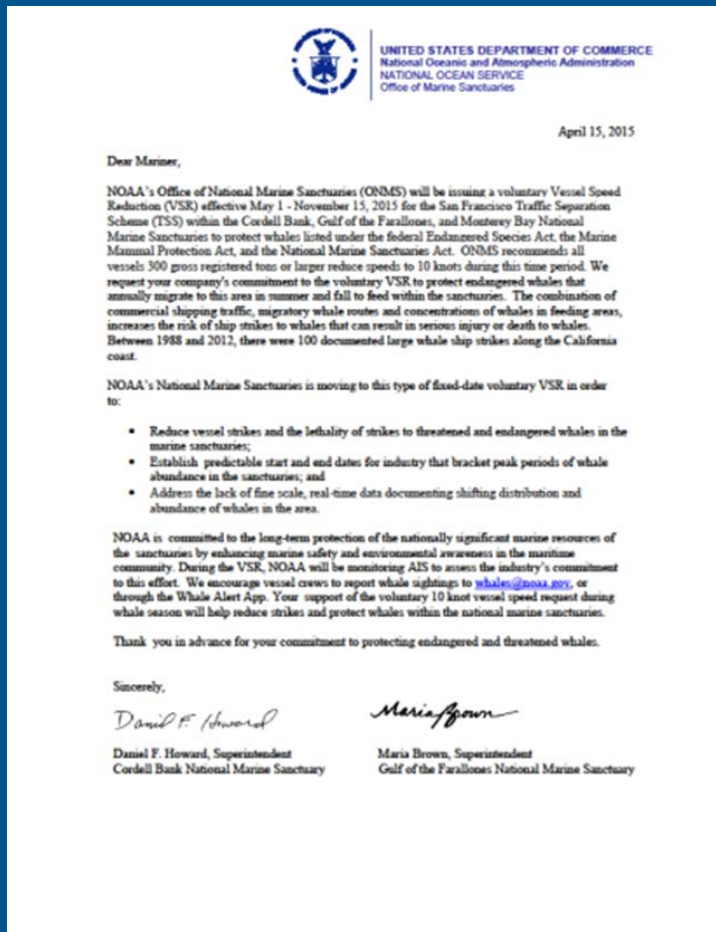 UNITED STATES DEPARTMENT OF COMMERCE
National Oceanic and Atmospheric Administration
NATIONAL OCEAN SERVICE
Office of Marine Sanctuaries
April 15, 2015
Dear Mariner,
NOAA's Office of National Marine Sanctuaries (ONMS) will be issuing a voluntary Vessel Speed
Reduction (VSR) effective May 1 - November 15, 2015 for the San Francisco Traffic Separation
Scheme (TSS) within the Cordell Bank, Gulf of the Farallones, and Monterey Bay National
Marine Sanctuaries to protect whales listed under the federal Endangered Species Act, the Marine
Mammal Protection Act, and the National Marine Sanctuaries Act. ONMS recommends all
vessels 300 gross registered tons or larger reduce speeds to 10 knots during this time period. We
request your company's commitment to the voluntary VSR to protect endangered whales that
annually migrate to this area in summer and fall to feed within the sanctuaries. The combination of
commercial shipping traffic, migratory whale routes and concentrations of whales in feeding areas,
increases the risk of ship strikes to whales that can result in serious injury or death to whales.
Between 1988 and 2012, there were 100 documented large whale ship strikes along the California
coast.
NOAA's National Marine Sanctuaries is moving to this type of fixed-date voluntary VSR in order
to:
• Reduce vessel strikes and the lethality of strikes to threatened and endangered whales in the
marine sanctuaries;
• Establish predictable start and end dates for industry that bracket peak periods of whale
abundance in the sanctuaries; and
• Address the lack of fine scale, real-time data documenting shifting distribution and
abundance of whales in the area.
NOAA is committed to the long-term protection of the nationally significant marine resources of
the sanctuaries by enhancing marine safety and environmental awareness in the maritime
community. During the VSR, NOAA will be monitoring AIS to assess the industry's commitment
to this effort. We encourage vessel crews to report whale sightings to whales@noaa.gov, or
through the Whale Alert App. Your support of the voluntary 10 knot vessel speed request during
whale season will help reduce strikes and protect whales within the national marine sanctuaries.
Thank you in advance for your commitment to protecting endangered and threatened whales.
Sincerely,
Daniel F. Howard Maria Brown
Daniel F. Howard, Superintendent Maria Brown, Superintendent
Cordell Bank National Marine Sanctuary Gulf of the Farallones National Marine Sanctuary